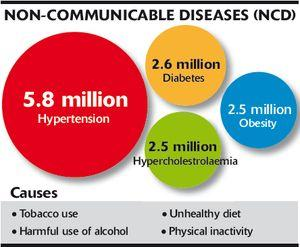 NON-COMMUNICABLE DISEASES (NCD)
5.8 million
Hypertension
2.6 million
Diabetes
2.5 million
Obesity
2.5 million
Hypercholestrolaemia
Causes
• Tobacco use
• Harmful use of alcohol
• Unhealthy diet
• Physical inactivity